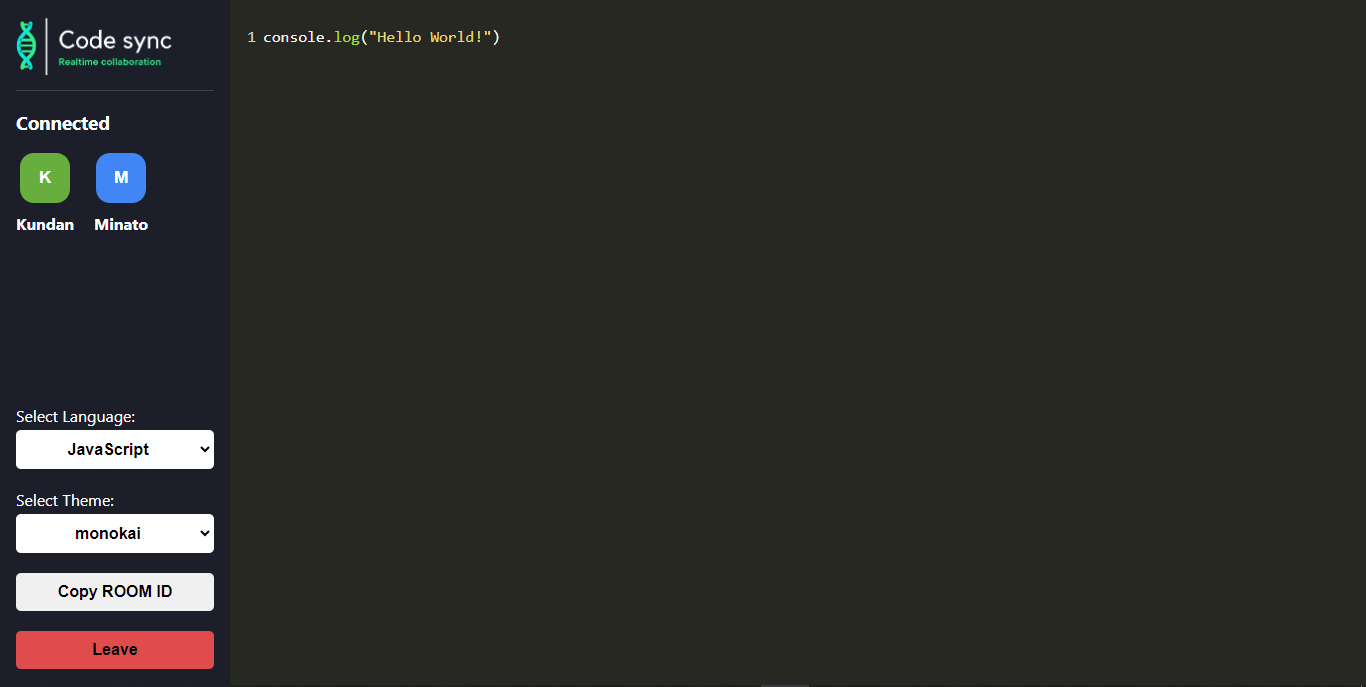 Code sync
Realtime collaboration
Connected
K M
Kundan Minato
Select Language:
JavaScript
Select Theme:
monokai
Copy ROOM ID
Leave
1 console.log("Hello World!")